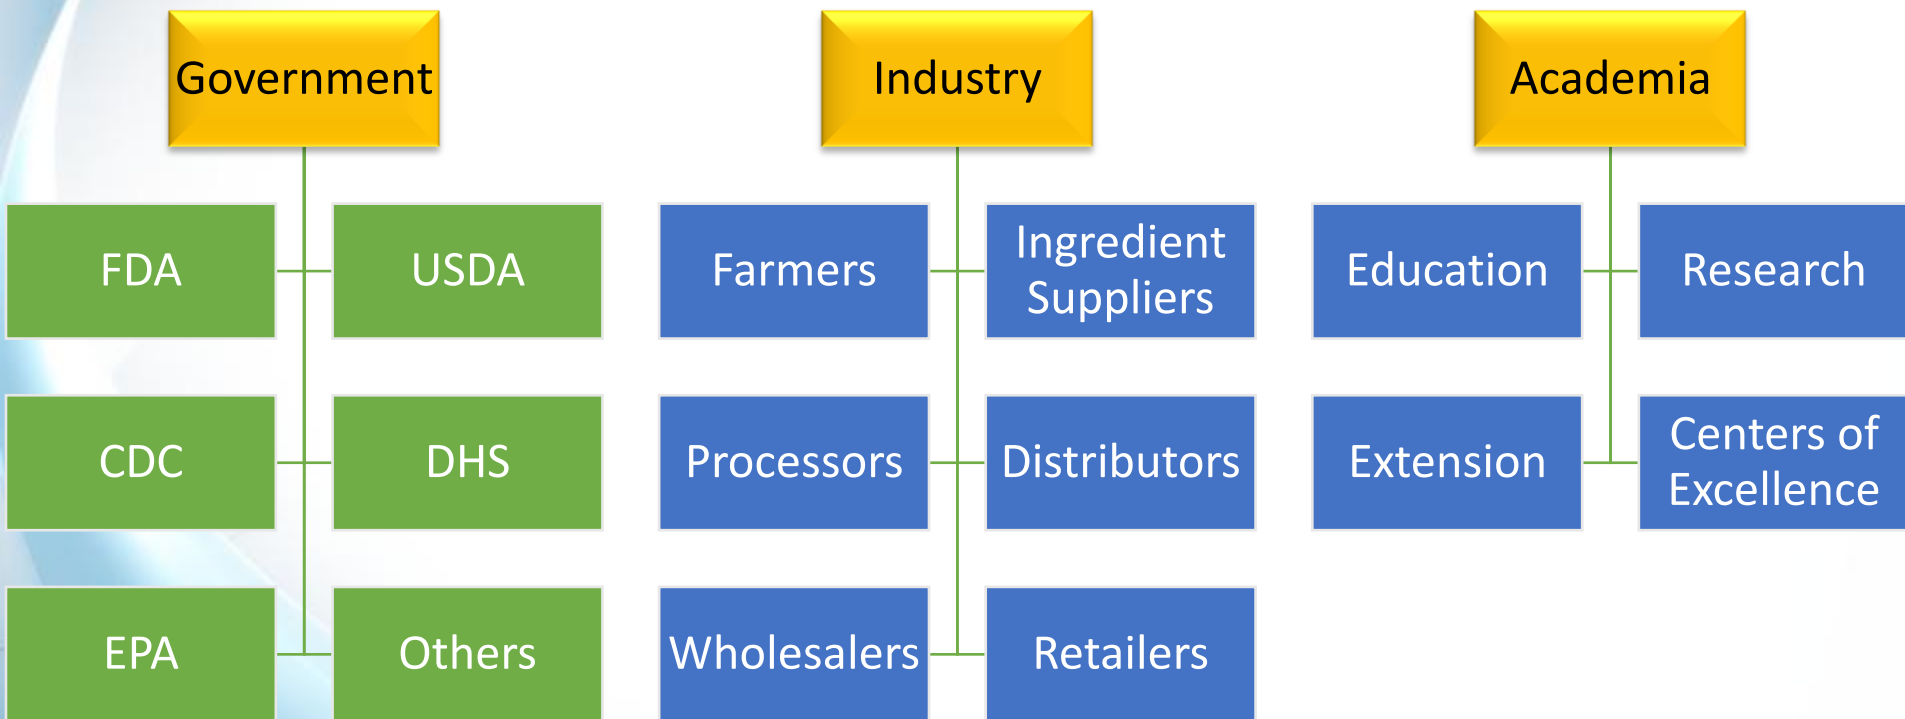 Government
FDA
USDA
CDC
DHS
EPA
Others
Industry
Farmers
Ingredient
Suppliers
Processors
Distributors
Wholesalers
Retailers
Academia
Education
Research
Extension
Centers of
Excellence